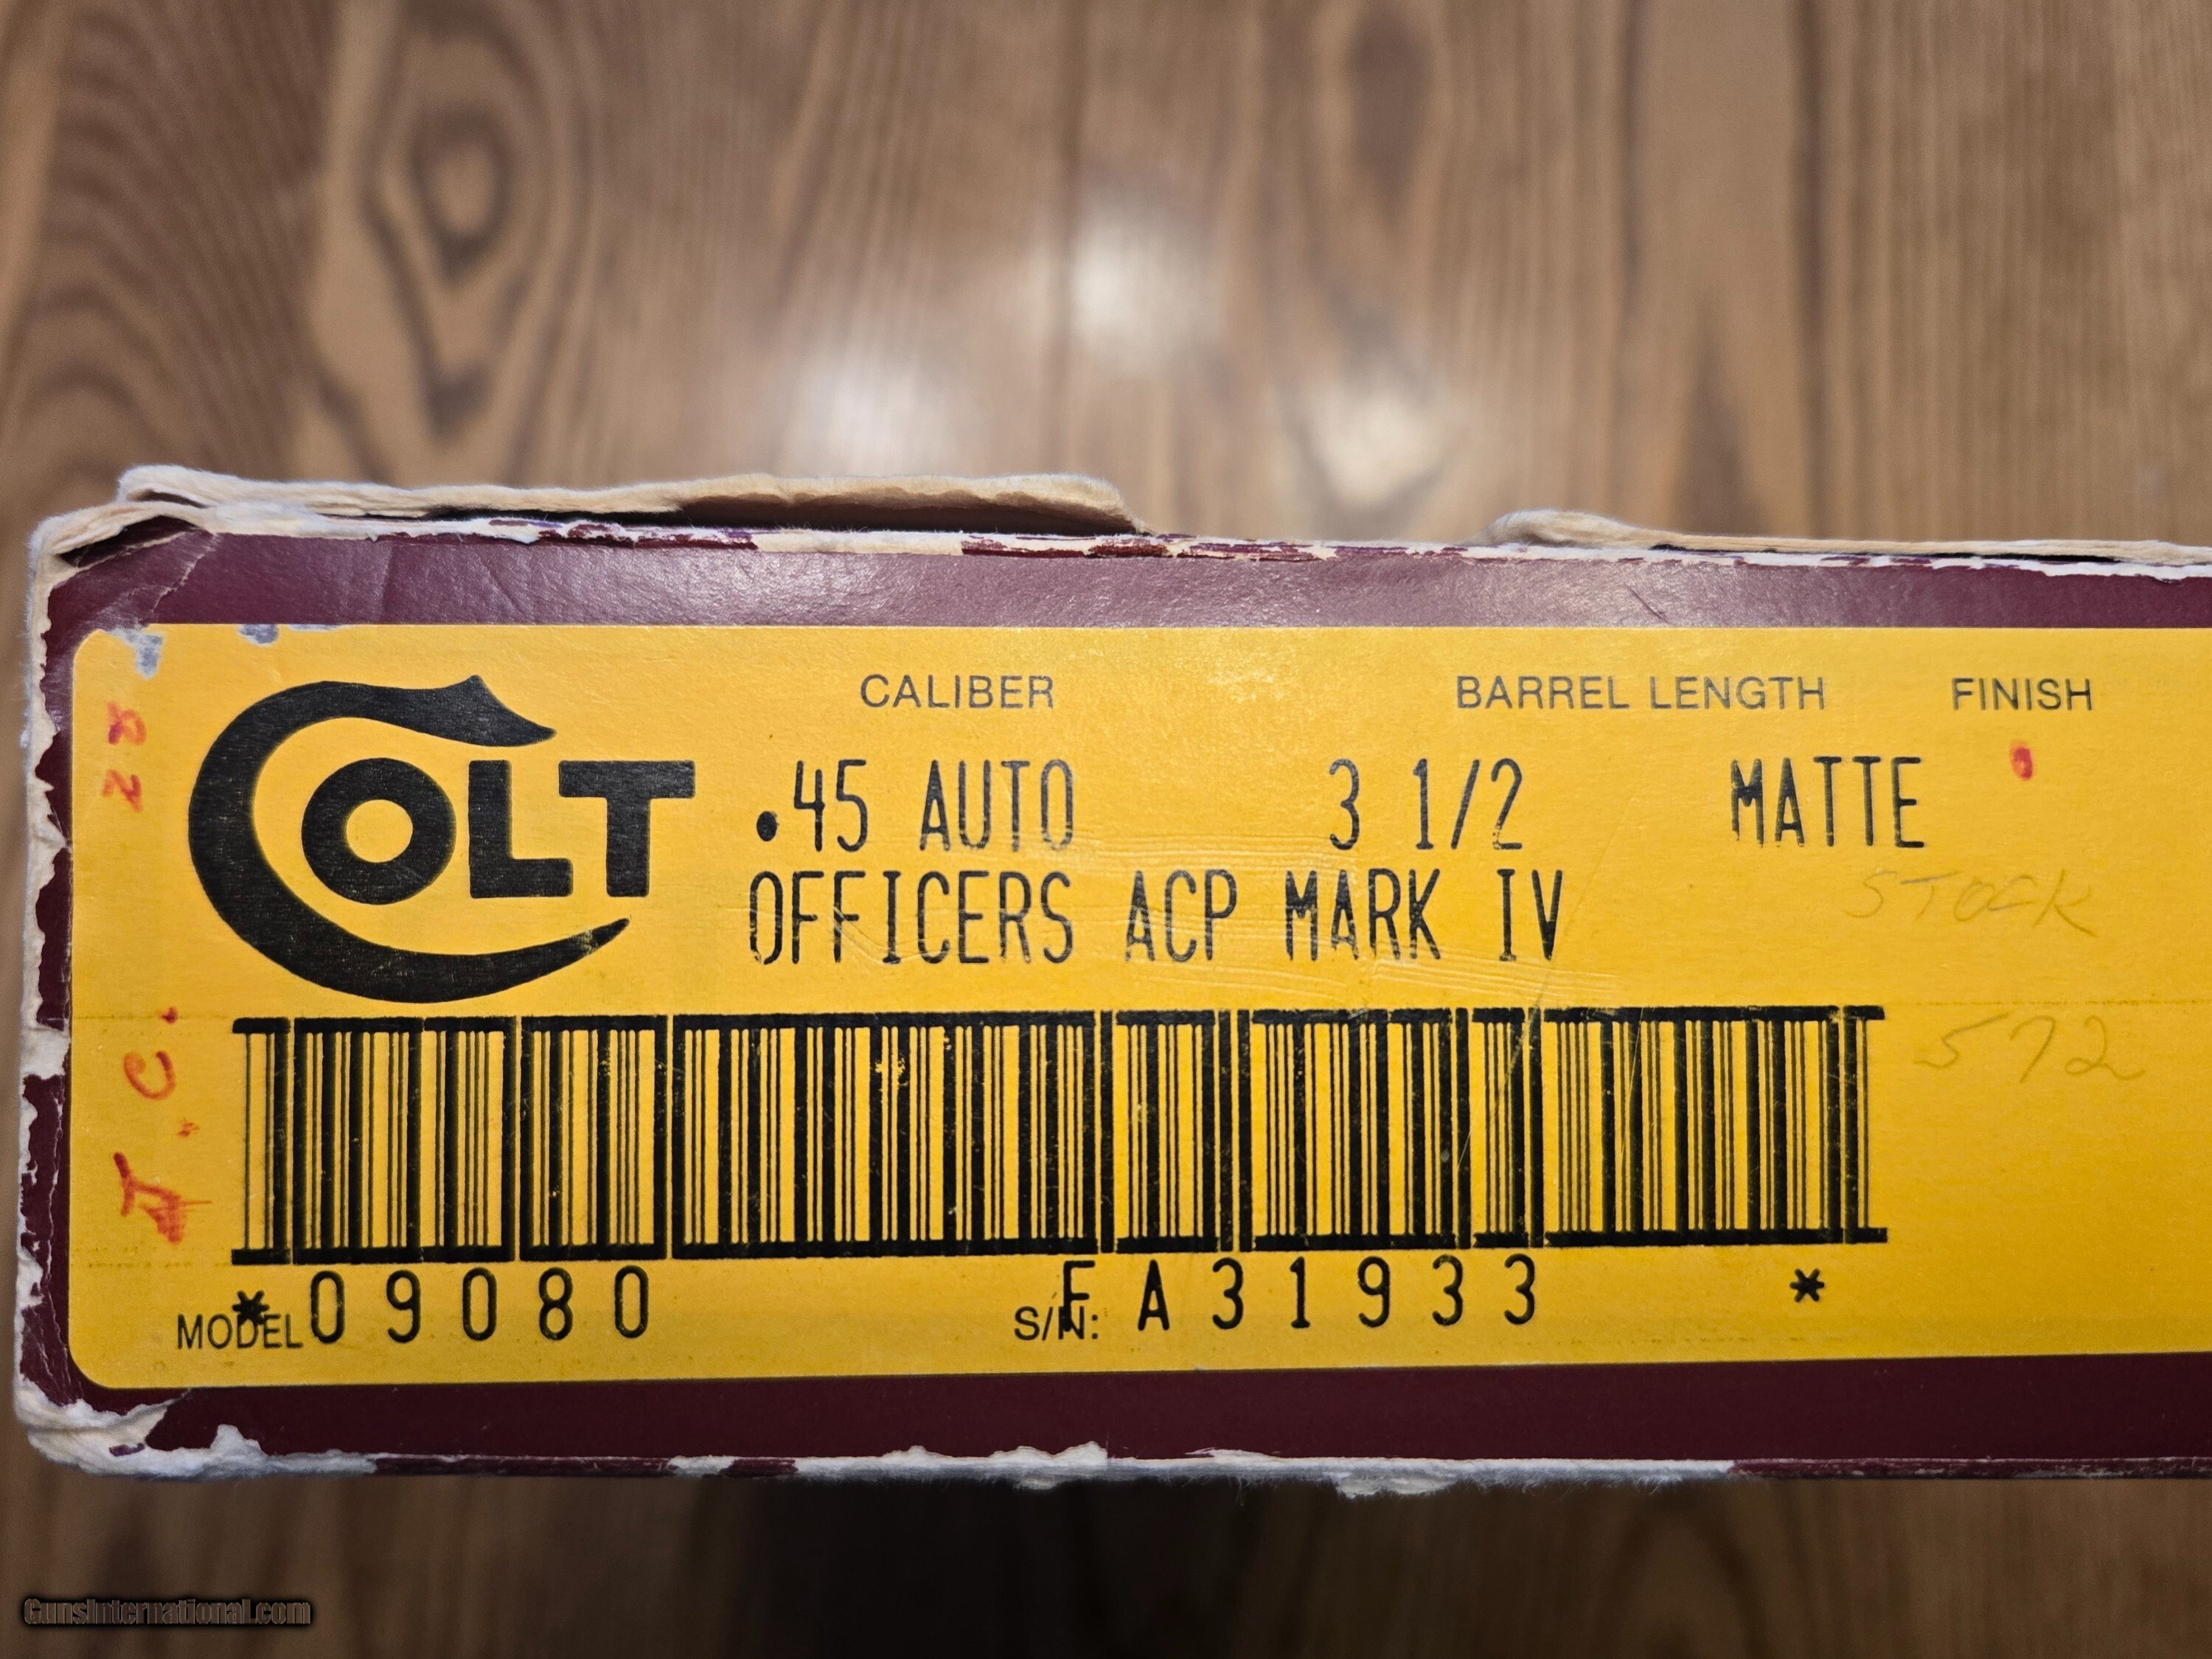 COLT
CALIBER BARREL LENGTH FINISH
.45 AUTO 3 1/2 MATTE
OFFICERS ACP MARK IV
STOCK
572
28
J.C.
MODEL *09080 S/N: FA31933 *
GunsInternational.com